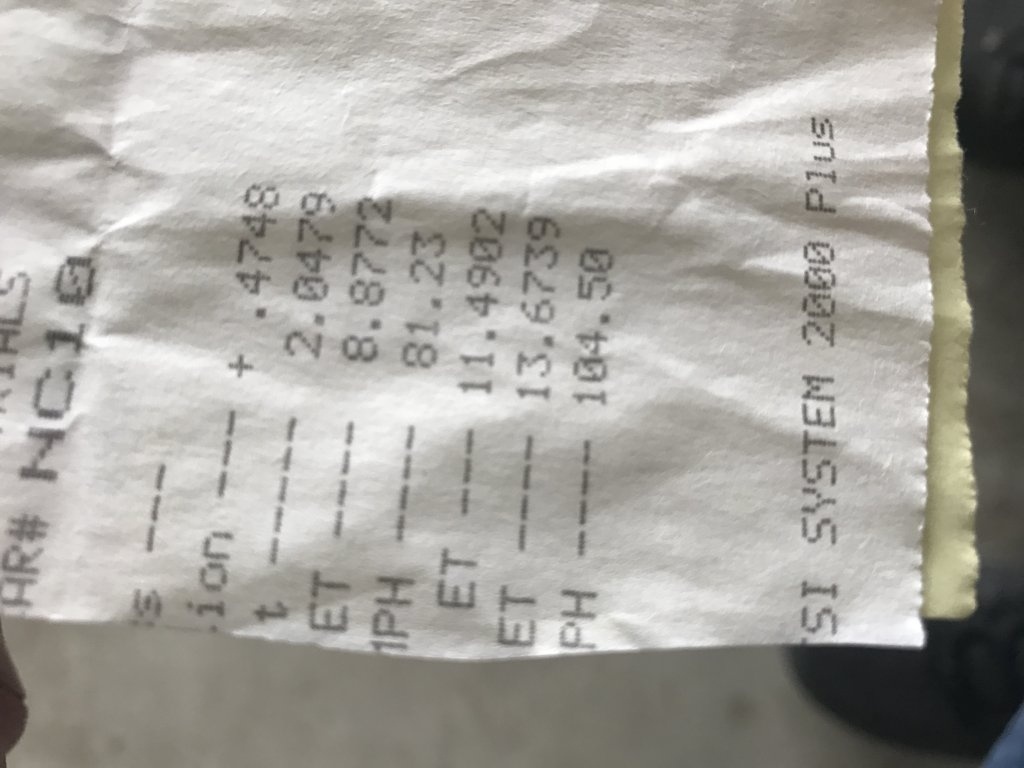 AR# NC10
s ---
ion --- + .4748
t ----- 2.0479
ET ---- 8.8772
MPH ---- 81.23
ET --- 11.4902
ET ---- 13.6739
PH ---- 104.50
SI SYSTEM 2000 Plus